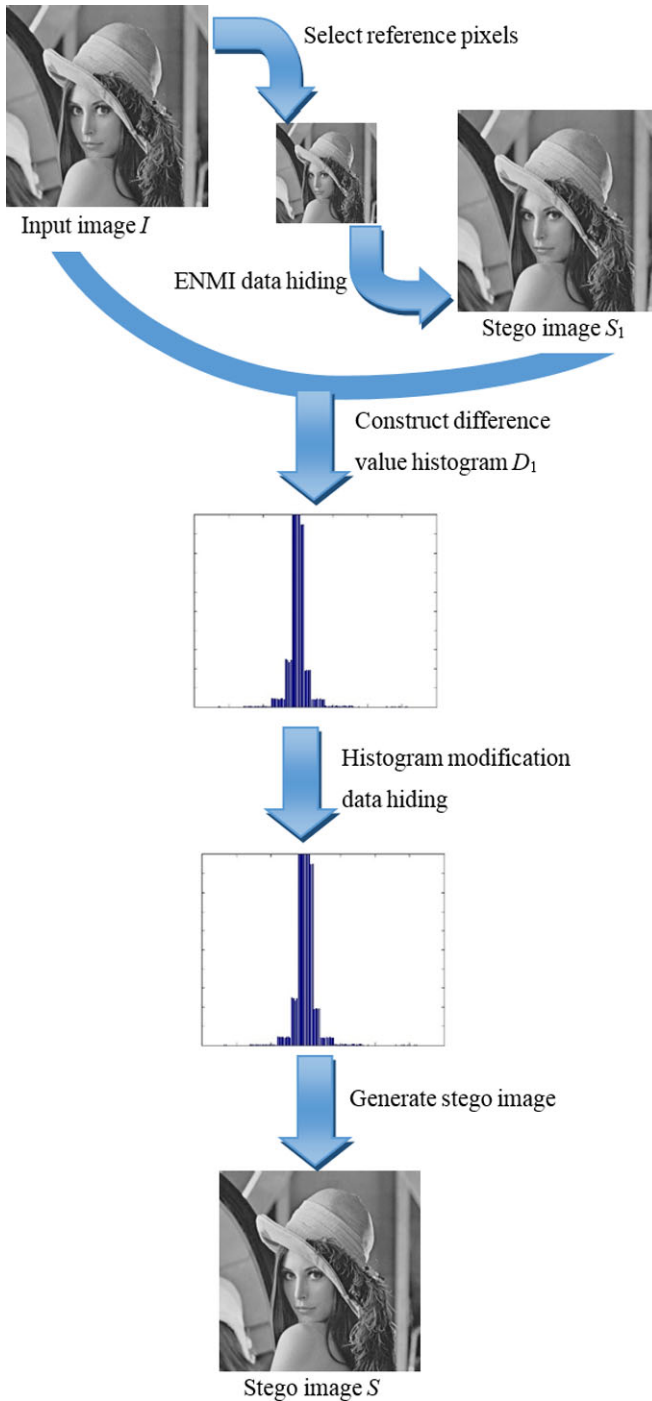 Select reference pixels
Input image I
ENMI data hiding
Stego image S₁
Construct difference
value histogram D₁
Histogram modification
data hiding
Generate stego image
Stego image S